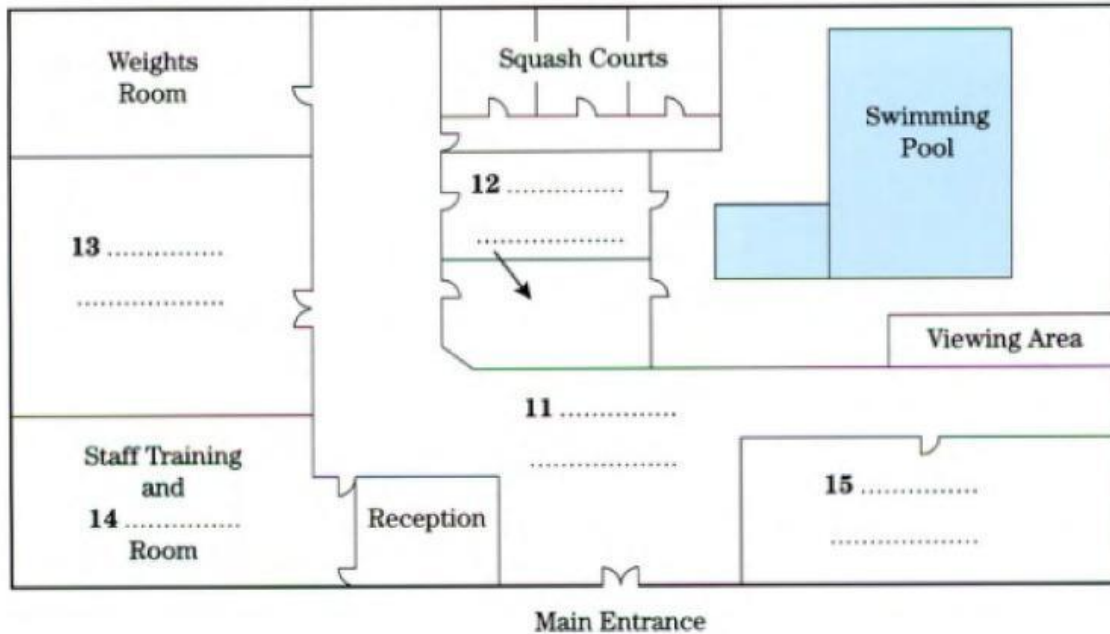 Weights
Room
Squash Courts
Swimming
Pool
12 ....................
.........................
13 ....................
.........................
Viewing Area
11 ....................
.........................
Staff Training
and
14 ....................
Room
Reception
15 ....................
.........................
Main Entrance